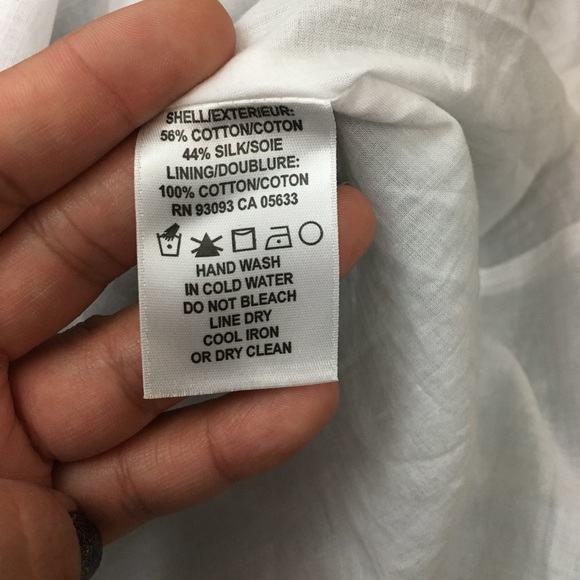 SHELL/EXTERIEUR:
56% COTTON/COTON
44% SILK/SOIE
LINING/DOUBLURE:
100% COTTON/COTON
RN 93093 CA 05633
HAND WASH
IN COLD WATER
DO NOT BLEACH
LINE DRY
COOL IRON
OR DRY CLEAN